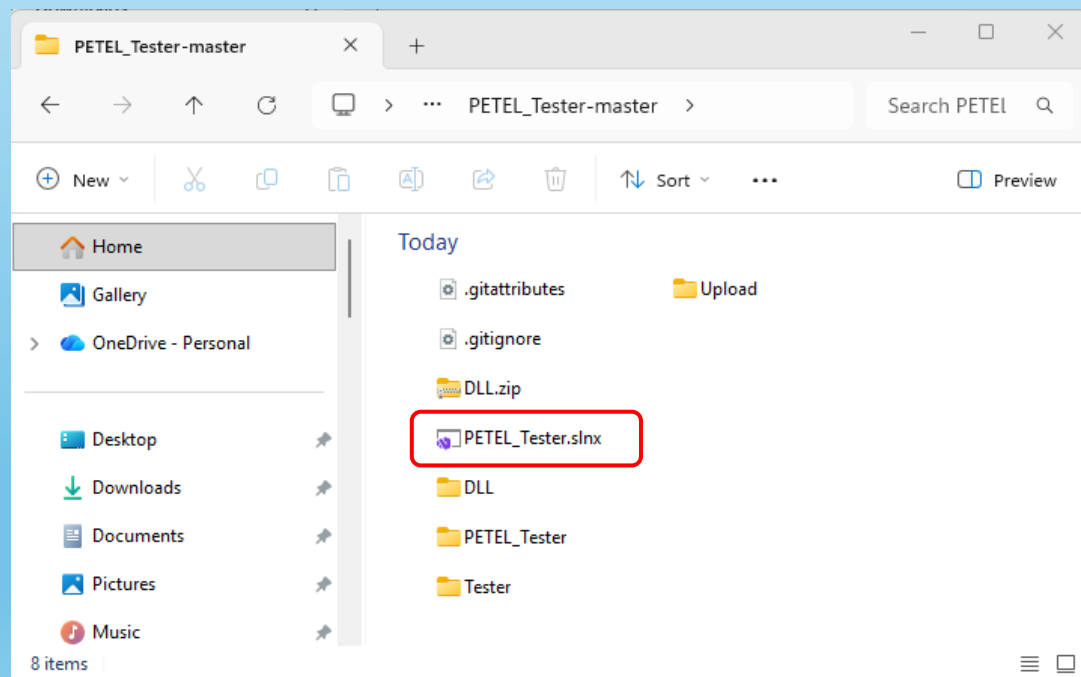 PETEL_Tester-master
PETEL_Tester-master
Search PETEL
New
Sort
Preview
Home
Gallery
OneDrive - Personal
Desktop
Downloads
Documents
Pictures
Music
Today
.gitattributes
.gitignore
DLL.zip
PETEL_Tester.slnx
DLL
PETEL_Tester
Tester
Upload
8 items